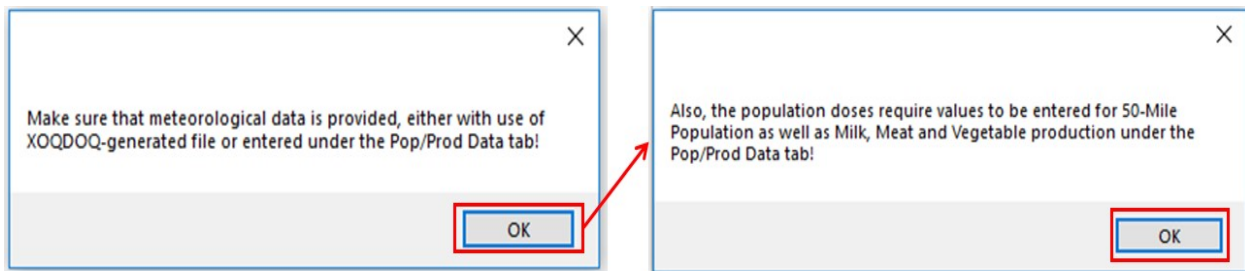 Make sure that meteorological data is provided, either with use of
XOQDOQ-generated file or entered under the Pop/Prod Data tab!
OK
Also, the population doses require values to be entered for 50-Mile
Population as well as Milk, Meat and Vegetable production under the
Pop/Prod Data tab!
OK